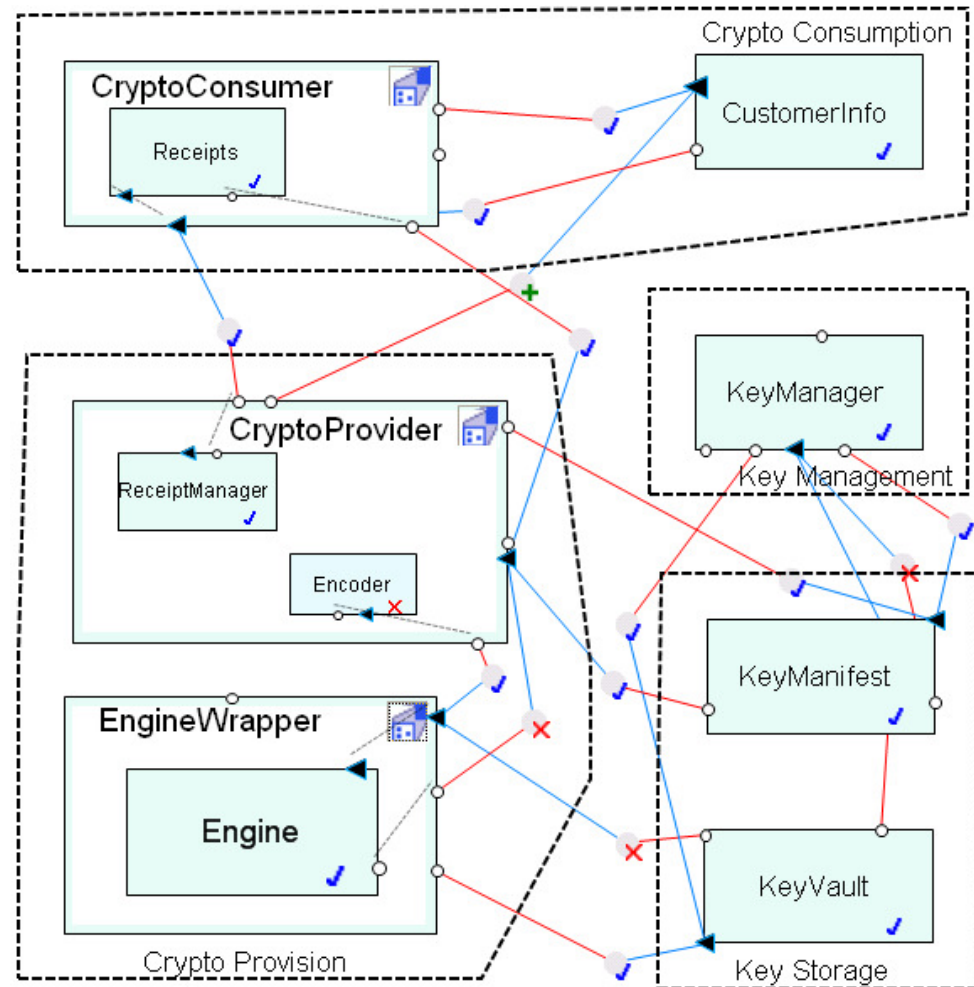 Crypto Consumption
CryptoConsumer
CustomerInfo
Receipts
KeyManager
CryptoProvider
Key Management
ReceiptManager
Encoder
KeyManifest
EngineWrapper
Engine
KeyVault
Crypto Provision
Key Storage